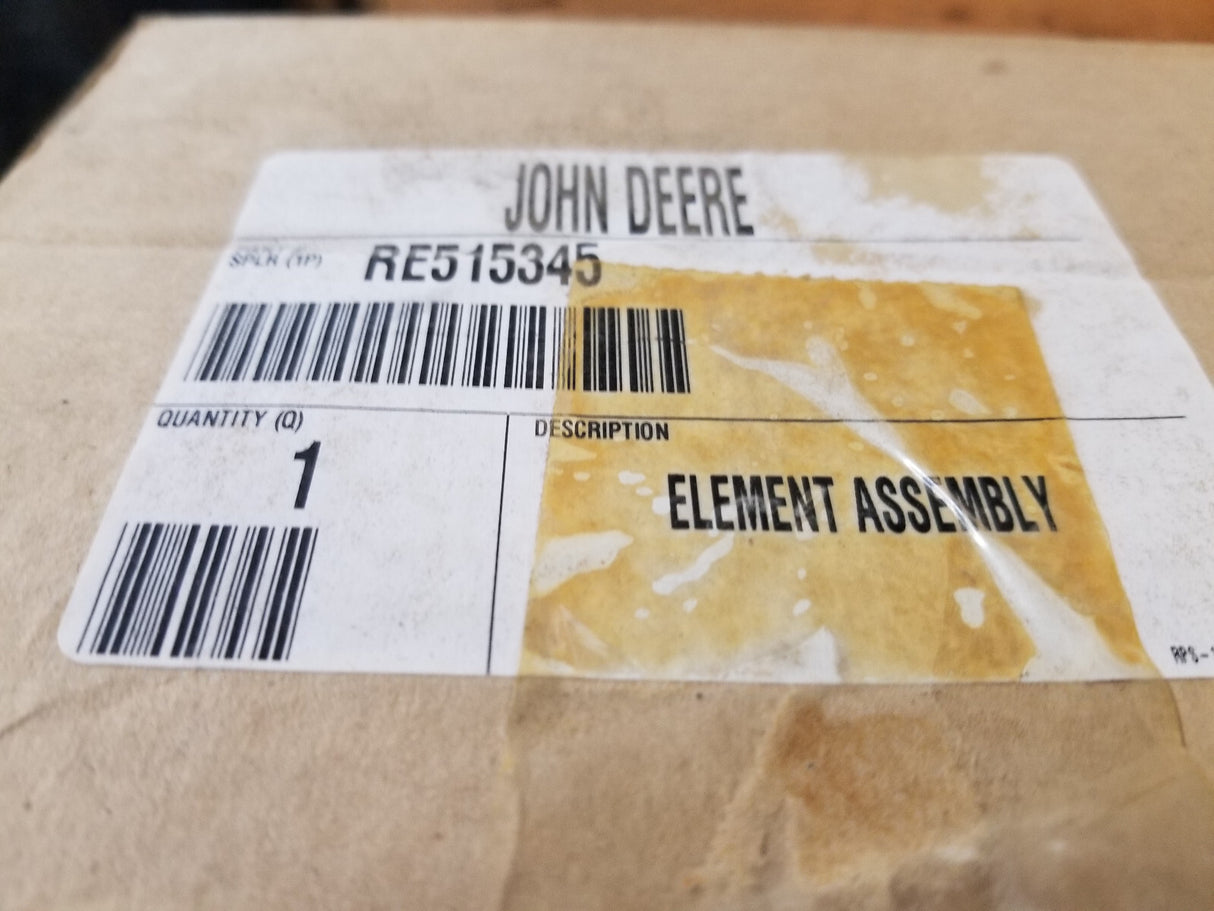 JOHN DEERE
SPLR (1P) RE515345
QUANTITY (Q)
1
DESCRIPTION
ELEMENT ASSEMBLY